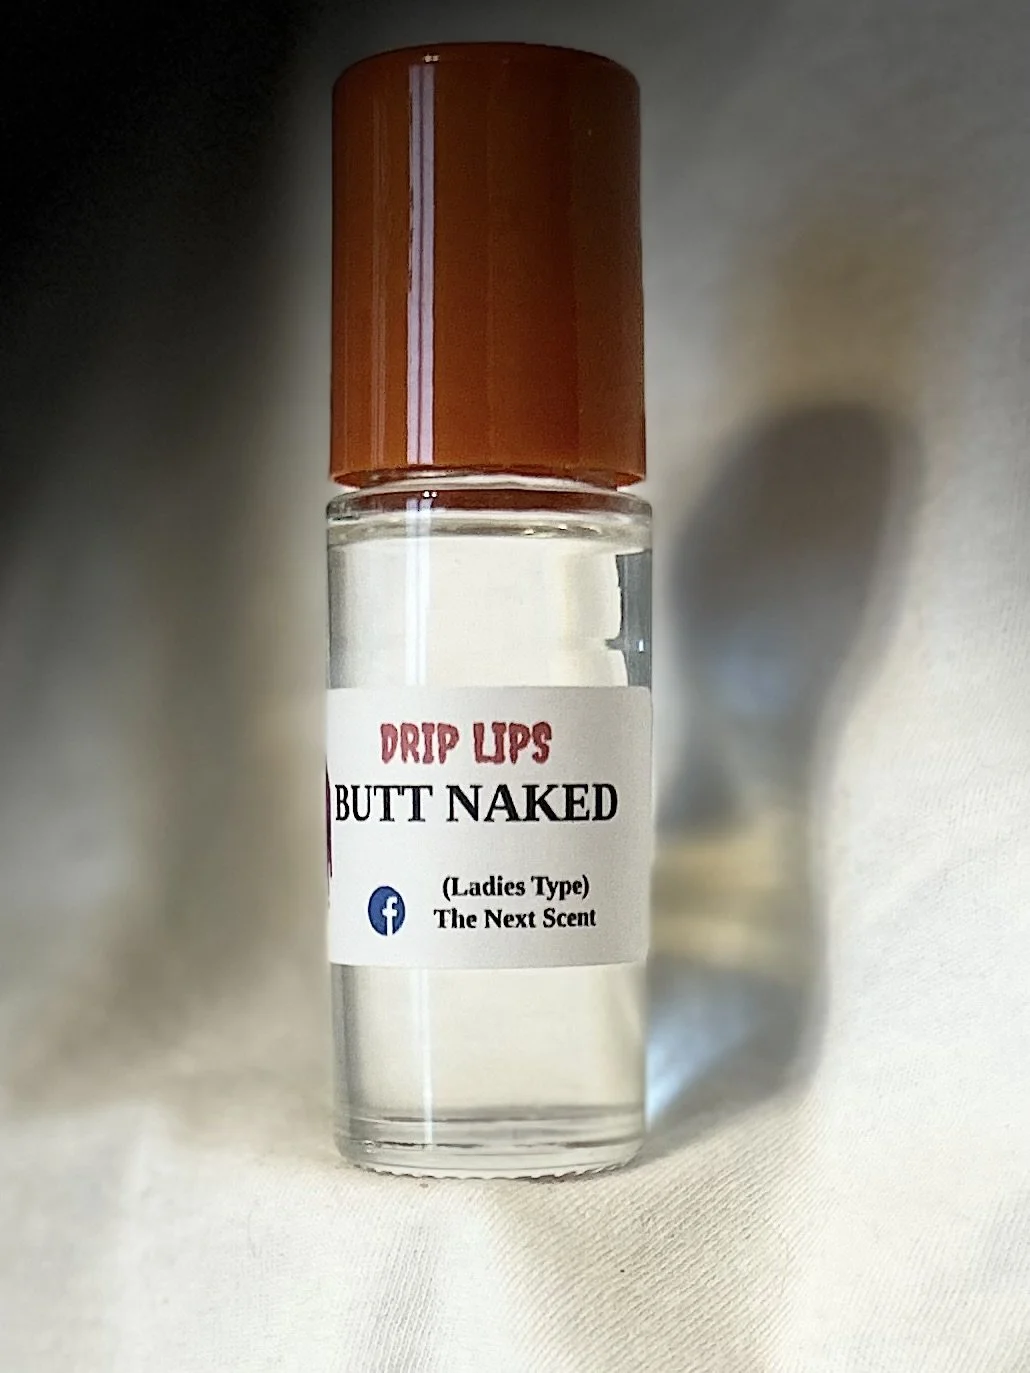 DRIP LIPS
BUTT NAKED
(Ladies Type)
The Next Scent